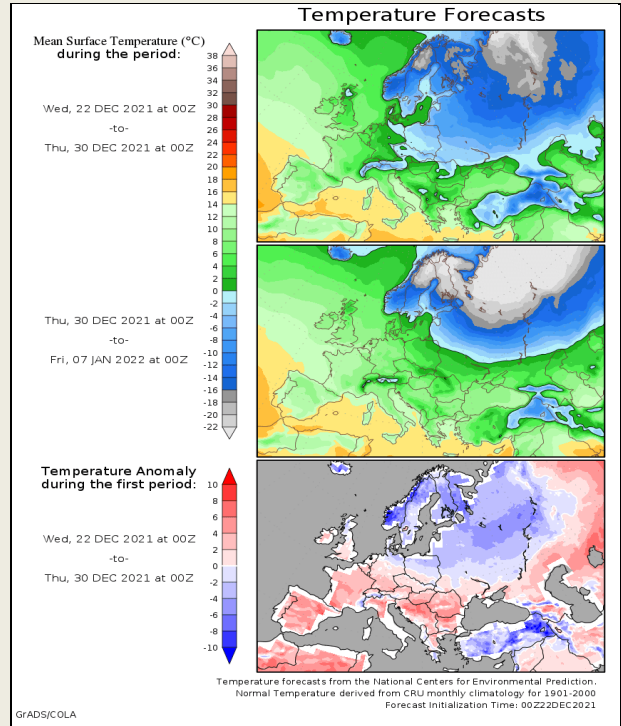 Temperature Forecasts
Mean Surface Temperature (°C)
during the period:
38
36
34
32
30
28
26
24
22
20
18
16
14
12
10
8
6
4
2
0
-2
-4
-6
-8
-10
-12
-14
-16
-18
-20
-22
Wed, 22 DEC 2021 at 00Z
-to-
Thu, 30 DEC 2021 at 00Z
Thu, 30 DEC 2021 at 00Z
-to-
Fri, 07 JAN 2022 at 00Z
Temperature Anomaly
during the first period:
10
8
6
4
2
0
-2
-4
-6
-8
-10
Wed, 22 DEC 2021 at 00Z
-to-
Thu, 30 DEC 2021 at 00Z
Temperature forecasts from the National Centers for Environmental Prediction.
Normal Temperature derived from CRU monthly climatology for 1901-2000
Forecast Initialization Time: 00Z22DEC2021
GrADS/COLA